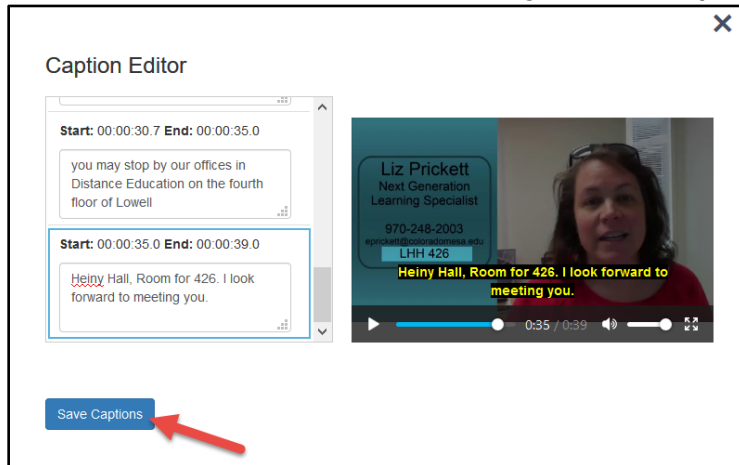 Caption Editor
Start: 00:00:30.7 End: 00:00:35.0
you may stop by our offices in
Distance Education on the fourth
floor of Lowell
Start: 00:00:35.0 End: 00:00:39.0
Heiny Hall, Room for 426. I look
forward to meeting you.
Save Captions
Liz Prickett
Next Generation
Learning Specialist
970-248-2003
eprickett@coloradomesa.edu
LHH 426
Heiny Hall, Room for 426. I look forward to
meeting you.
0:35 / 0:39